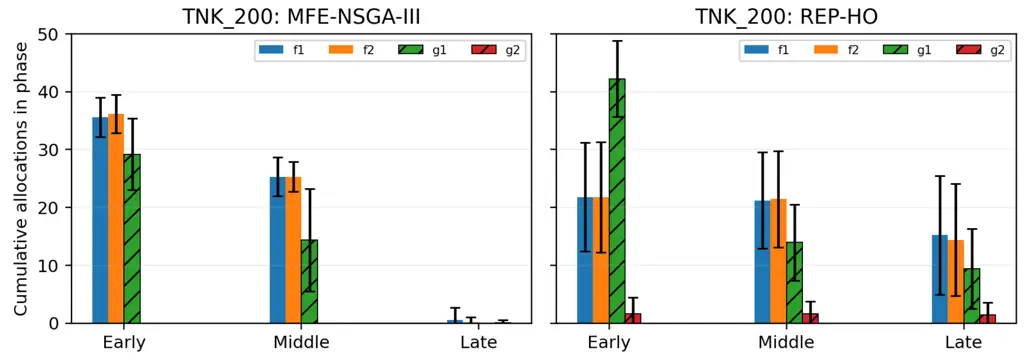 TNK_200: MFE-NSGA-III
Cumulative allocations in phase
50
40
30
20
10
0
f1 f2 g1 g2
Early Middle Late
TNK_200: REP-HO
f1 f2 g1 g2
Early Middle Late